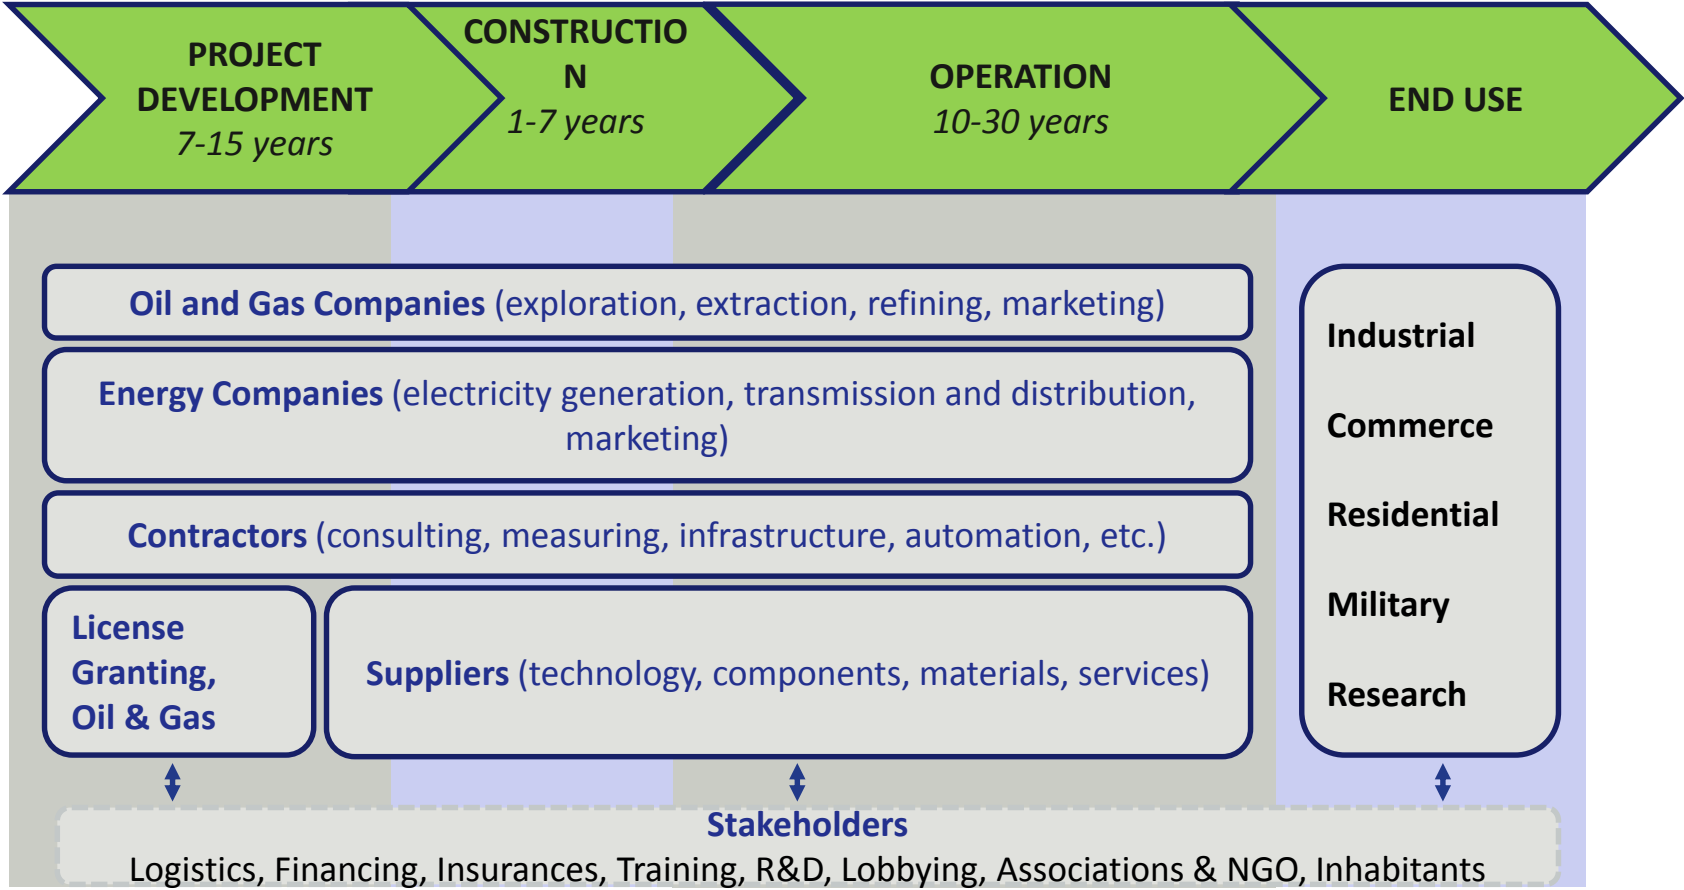 PROJECT
DEVELOPMENT
7-15 years
CONSTRUCTIO
N
1-7 years
OPERATION
10-30 years
END USE
Oil and Gas Companies (exploration, extraction, refining, marketing)
Energy Companies (electricity generation, transmission and distribution,
marketing)
Contractors (consulting, measuring, infrastructure, automation, etc.)
License
Granting,
Oil & Gas
Suppliers (technology, components, materials, services)
Industrial
Commerce
Residential
Military
Research
Stakeholders
Logistics, Financing, Insurances, Training, R&D, Lobbying, Associations & NGO, Inhabitants